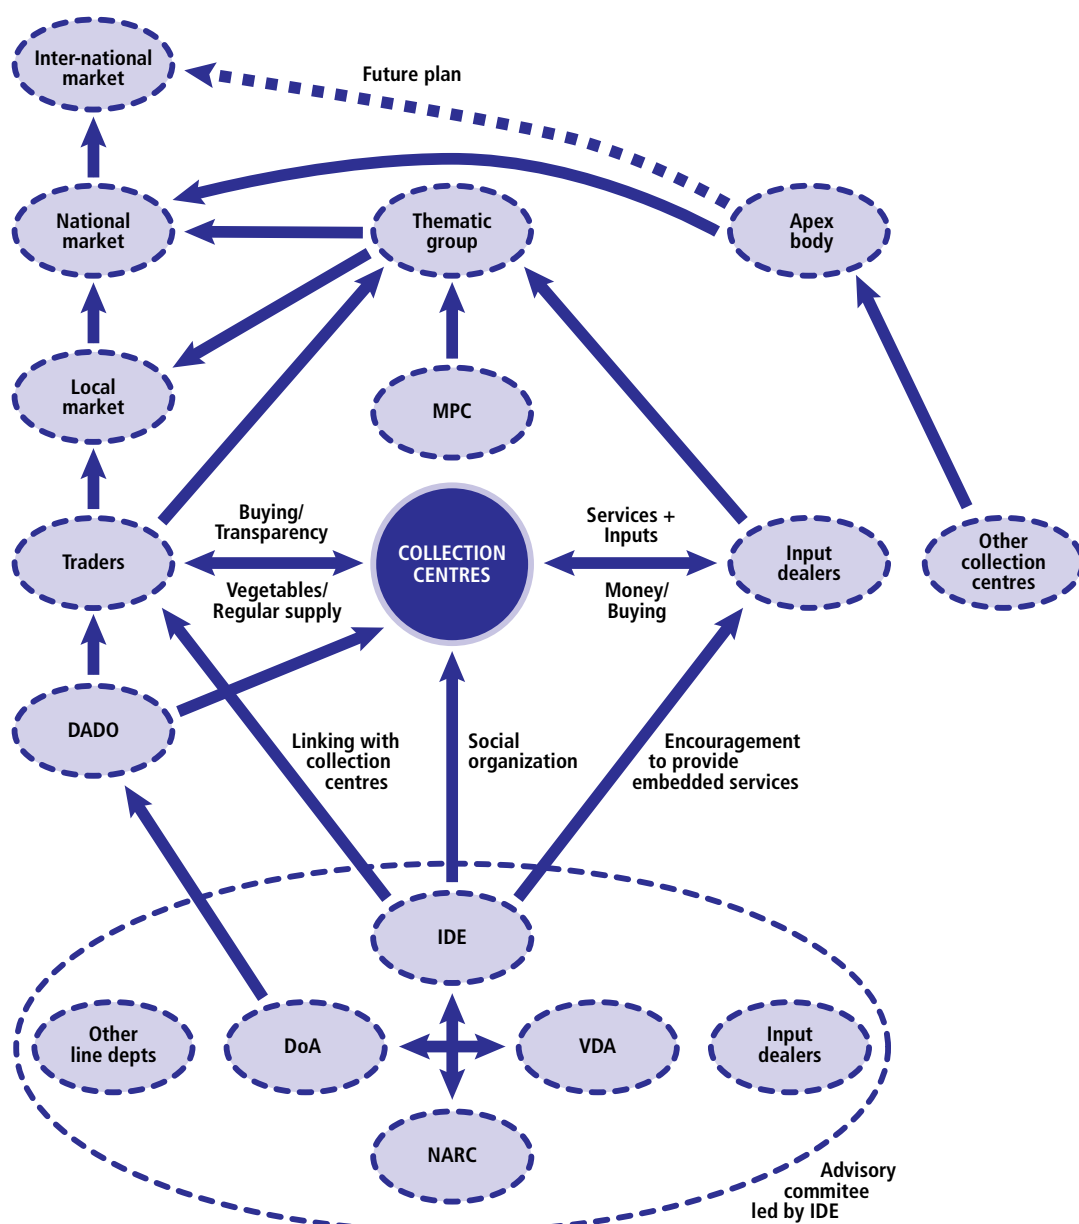 Inter-national
market
Future plan
National
market
Thematic
group
Apex
body
Local
market
MPC
Traders
Buying/
Transparency
Vegetables/
Regular supply
COLLECTION
CENTRES
Services +
Inputs
Money/
Buying
Input
dealers
Other
collection
centres
DADO
Linking with
collection
centres
Social
organization
Encouragement
to provide
embedded services
IDE
Other
line depts
DoA
VDA
Input
dealers
NARC
Advisory
commitee
led by IDE